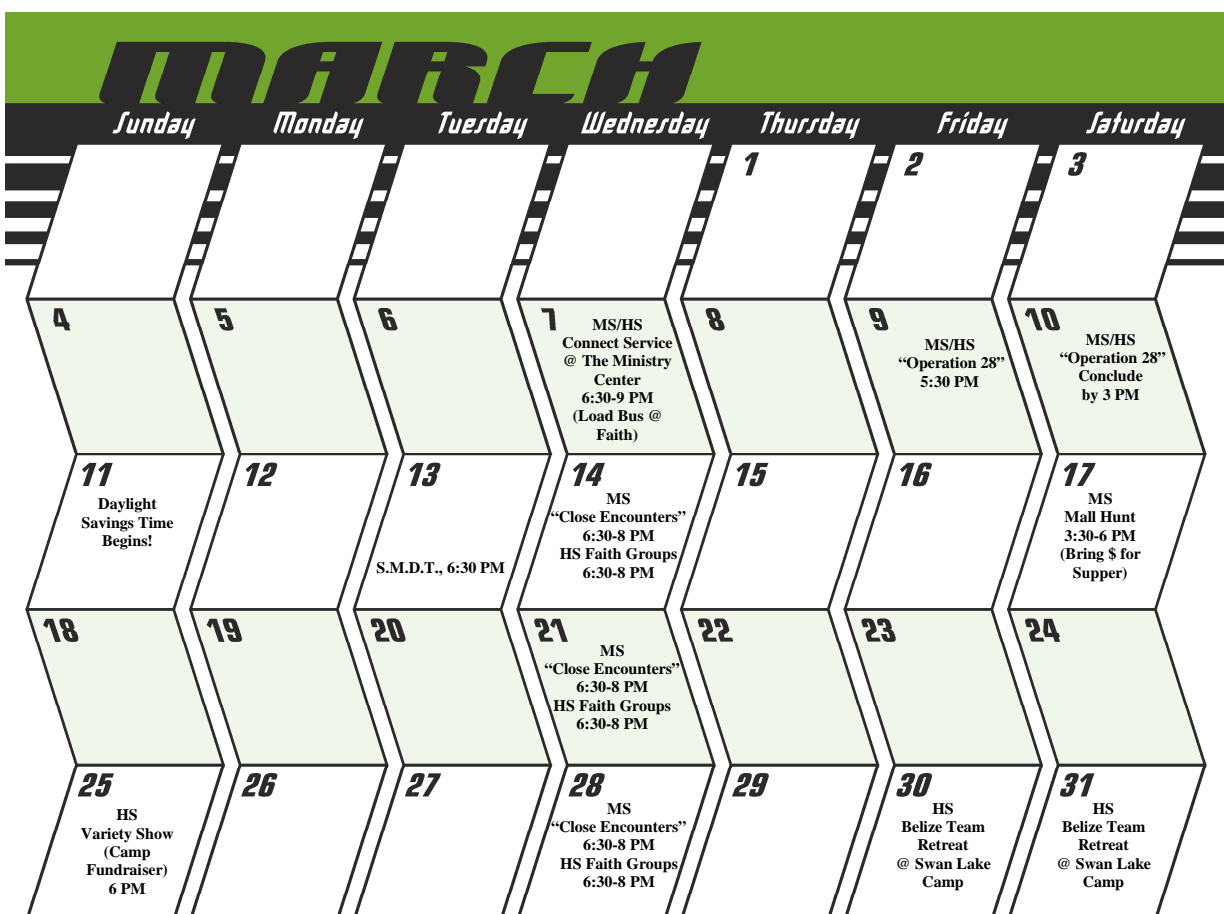 MARCH
Sunday Monday Tuesday Wednesday Thursday Friday Saturday
1 2 3
4 5 6 7 8 9 10
MS/HS
Connect Service
@ The Ministry
Center
6:30-9 PM
(Load Bus @
Faith)
MS/HS
“Operation 28”
5:30 PM
MS/HS
“Operation 28”
Conclude
by 3 PM
11 12 13 14 15 16 17
Daylight
Savings Time
Begins!
S.M.D.T., 6:30 PM
MS
“Close Encounters”
6:30-8 PM
HS Faith Groups
6:30-8 PM
MS
Mall Hunt
3:30-6 PM
(Bring $ for
Supper)
18 19 20 21 22 23 24
MS
“Close Encounters”
6:30-8 PM
HS Faith Groups
6:30-8 PM
25 26 27 28 29 30 31
HS
Variety Show
(Camp
Fundraiser)
6 PM
MS
“Close Encounters”
6:30-8 PM
HS Faith Groups
6:30-8 PM
HS
Belize Team
Retreat
@ Swan Lake
Camp
HS
Belize Team
Retreat
@ Swan Lake
Camp